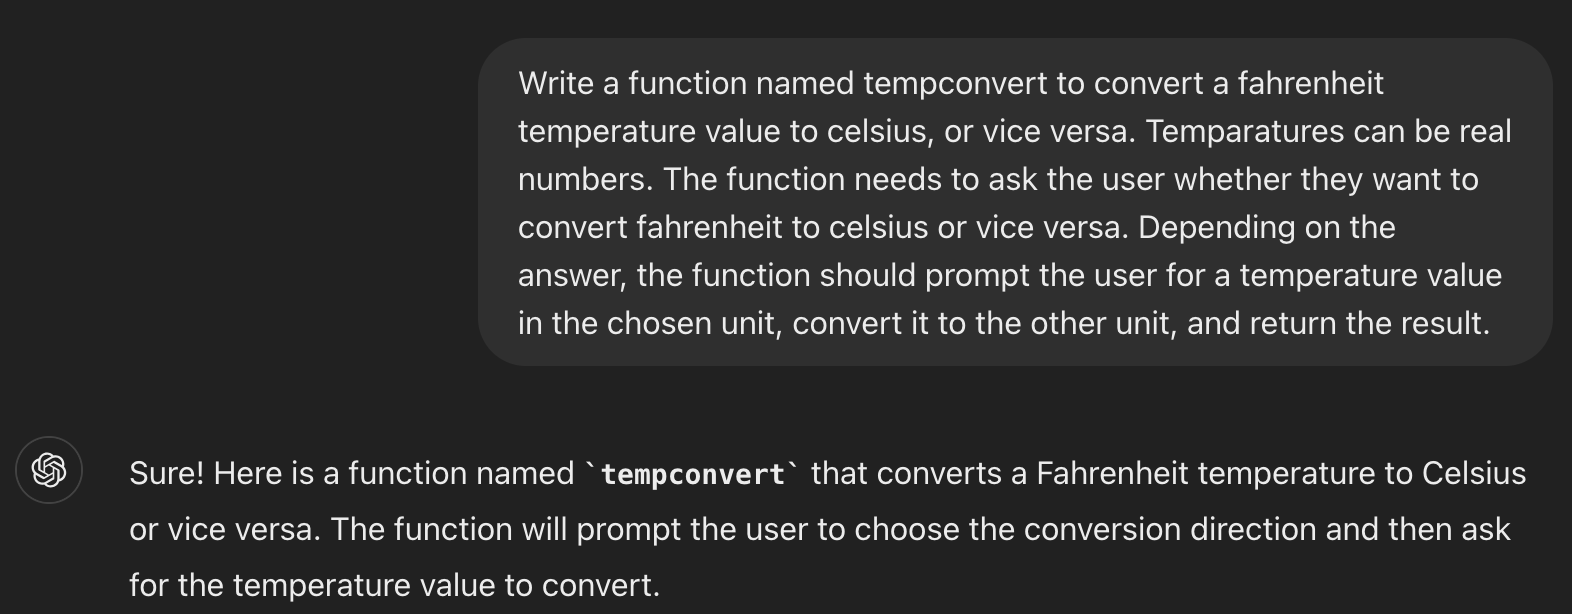 Write a function named tempconvert to convert a fahrenheit
temperature value to celsius, or vice versa. Temparatures can be real
numbers. The function needs to ask the user whether they want to
convert fahrenheit to celsius or vice versa. Depending on the
answer, the function should prompt the user for a temperature value
in the chosen unit, convert it to the other unit, and return the result.
Sure! Here is a function named `tempconvert` that converts a Fahrenheit temperature to Celsius
or vice versa. The function will prompt the user to choose the conversion direction and then ask
for the temperature value to convert.